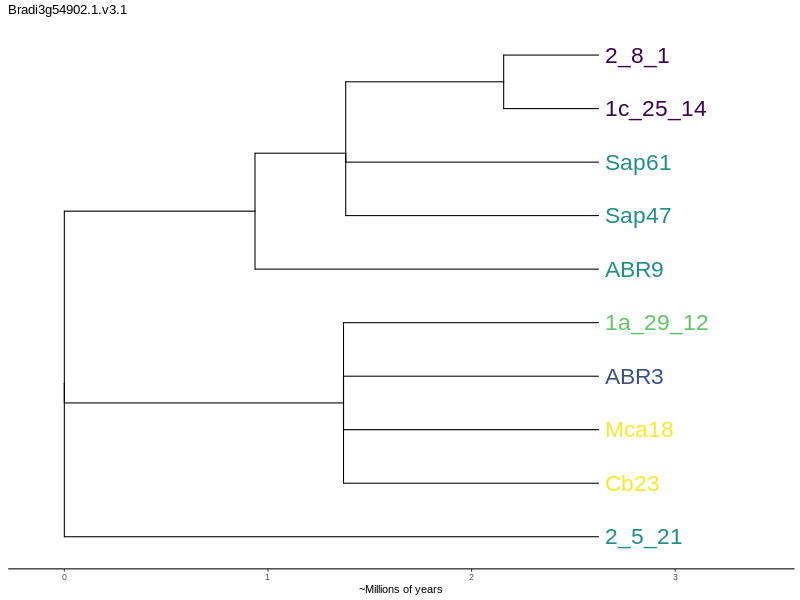 Bradi3g54902.1.v3.1
2_8_1
1c_25_14
Sap61
Sap47
ABR9
1a_29_12
ABR3
Mca18
Cb23
2_5_21
0 1 2 3
~Millions of years